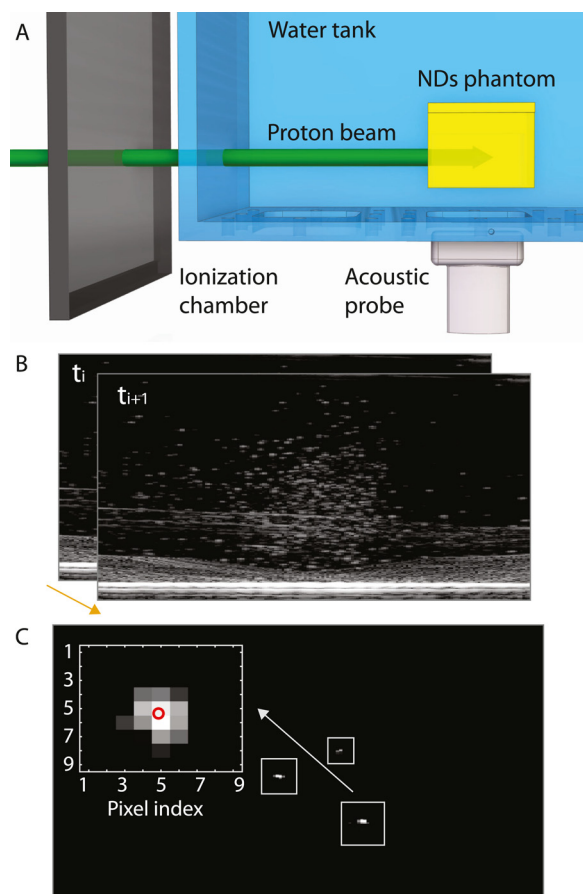 A
Water tank
NDs phantom
Proton beam
Ionization
chamber
Acoustic
probe
B
ti
ti+1
C
1
3
5
7
9
1 3 5 7 9
Pixel index